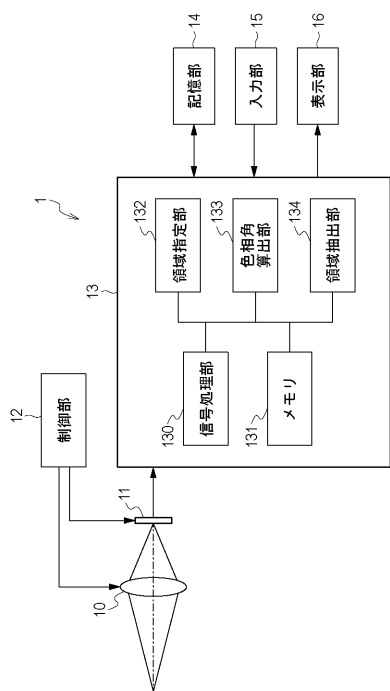 1
12
制御部
10
11
13
130
信号処理部
131
メモリ
132
領域指定部
133
色相角
算出部
134
領域抽出部
14
記憶部
15
入力部
16
表示部